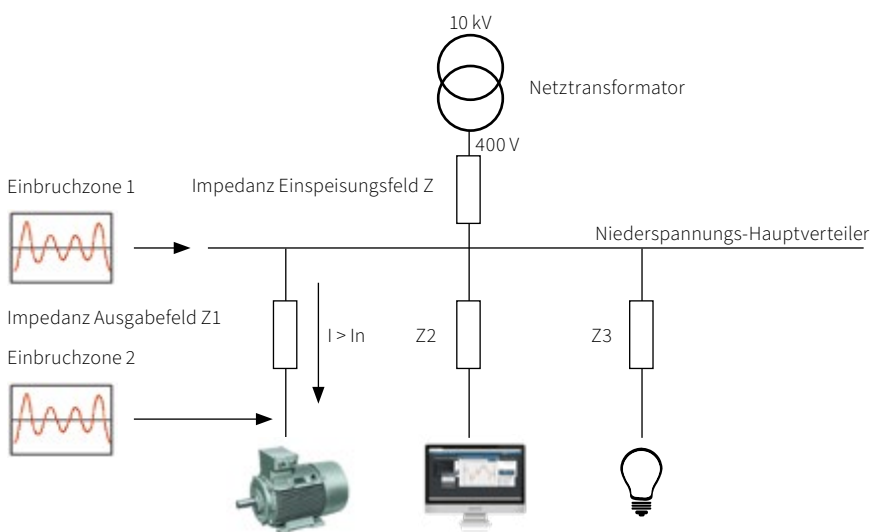 10 kV
Netztransformator
400 V
Einbruchzone 1
Impedanz Einspeisungsfeld Z
Niederspannungs-Hauptverteiler
Impedanz Ausgabefeld Z1
I > In
Z2
Z3
Einbruchzone 2